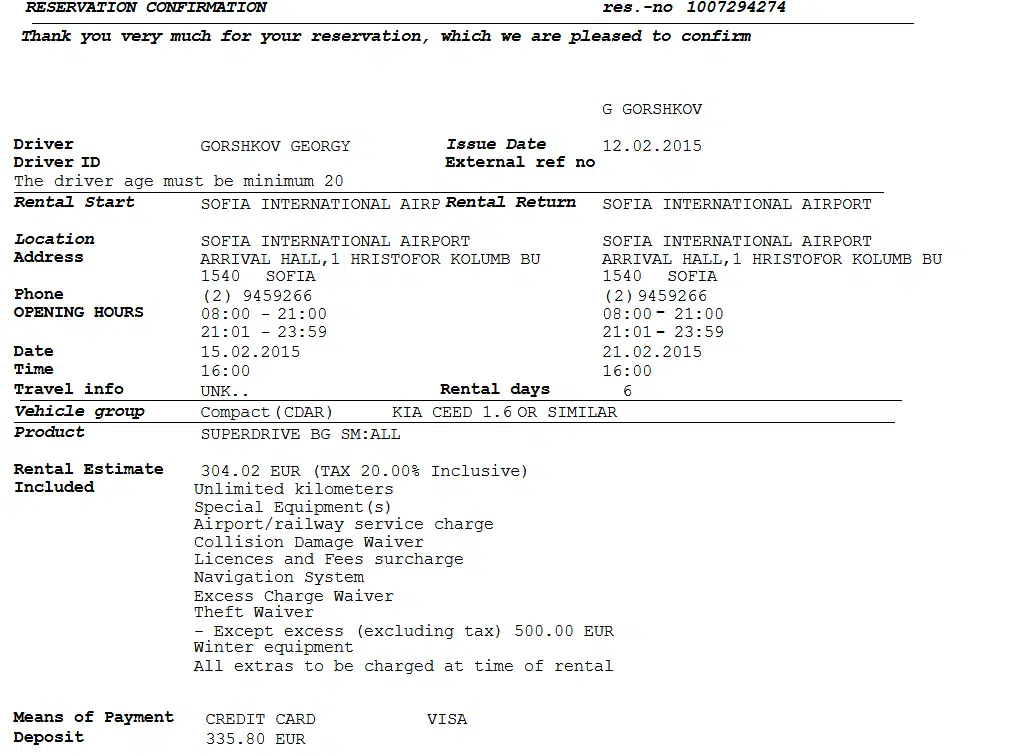 RESERVATION CONFIRMATION res.-no 1007294274
Thank you very much for your reservation, which we are pleased to confirm
G GORSHKOV
Driver GORSHKOV GEORGY Issue Date 12.02.2015
Driver ID External ref no
The driver age must be minimum 20
Rental Start SOFIA INTERNATIONAL AIRP Rental Return SOFIA INTERNATIONAL AIRPORT
Location SOFIA INTERNATIONAL AIRPORT SOFIA INTERNATIONAL AIRPORT
Address ARRIVAL HALL,1 HRISTOFOR KOLUMB BU ARRIVAL HALL,1 HRISTOFOR KOLUMB BU
1540 SOFIA 1540 SOFIA
Phone (2) 9459266 (2) 9459266
OPENING HOURS 08:00 - 21:00 08:00 - 21:00
21:01 - 23:59 21:01 - 23:59
Date 15.02.2015 21.02.2015
Time 16:00 16:00
Travel info UNK.. Rental days 6
Vehicle group Compact (CDAR) KIA CEED 1.6 OR SIMILAR
Product SUPERDRIVE BG SM:ALL
Rental Estimate 304.02 EUR (TAX 20.00% Inclusive)
Included Unlimited kilometers
Special Equipment(s)
Airport/railway service charge
Collision Damage Waiver
Licences and Fees surcharge
Navigation System
Excess Charge Waiver
Theft Waiver
- Except excess (excluding tax) 500.00 EUR
Winter equipment
All extras to be charged at time of rental
Means of Payment CREDIT CARD VISA
Deposit 335.80 EUR